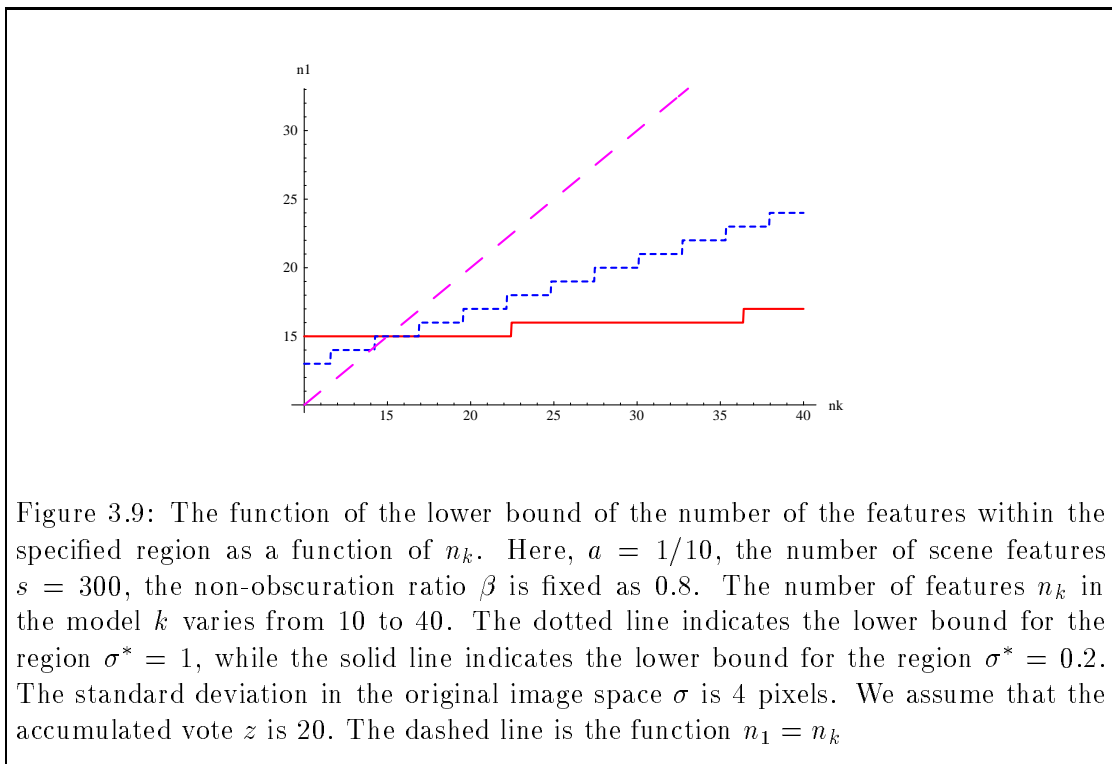 n1
30
25
20
15
15 20 25 30 35 40 nk
Figure 3.9: The function of the lower bound of the number of the features within the
specified region as a function of n_k. Here, a = 1/10, the number of scene features
s = 300, the non-obscuration ratio β is fixed as 0.8. The number of features n_k in
the model k varies from 10 to 40. The dotted line indicates the lower bound for the
region σ* = 1, while the solid line indicates the lower bound for the region σ* = 0.2.
The standard deviation in the original image space σ is 4 pixels. We assume that the
accumulated vote z is 20. The dashed line is the function n_1 = n_k